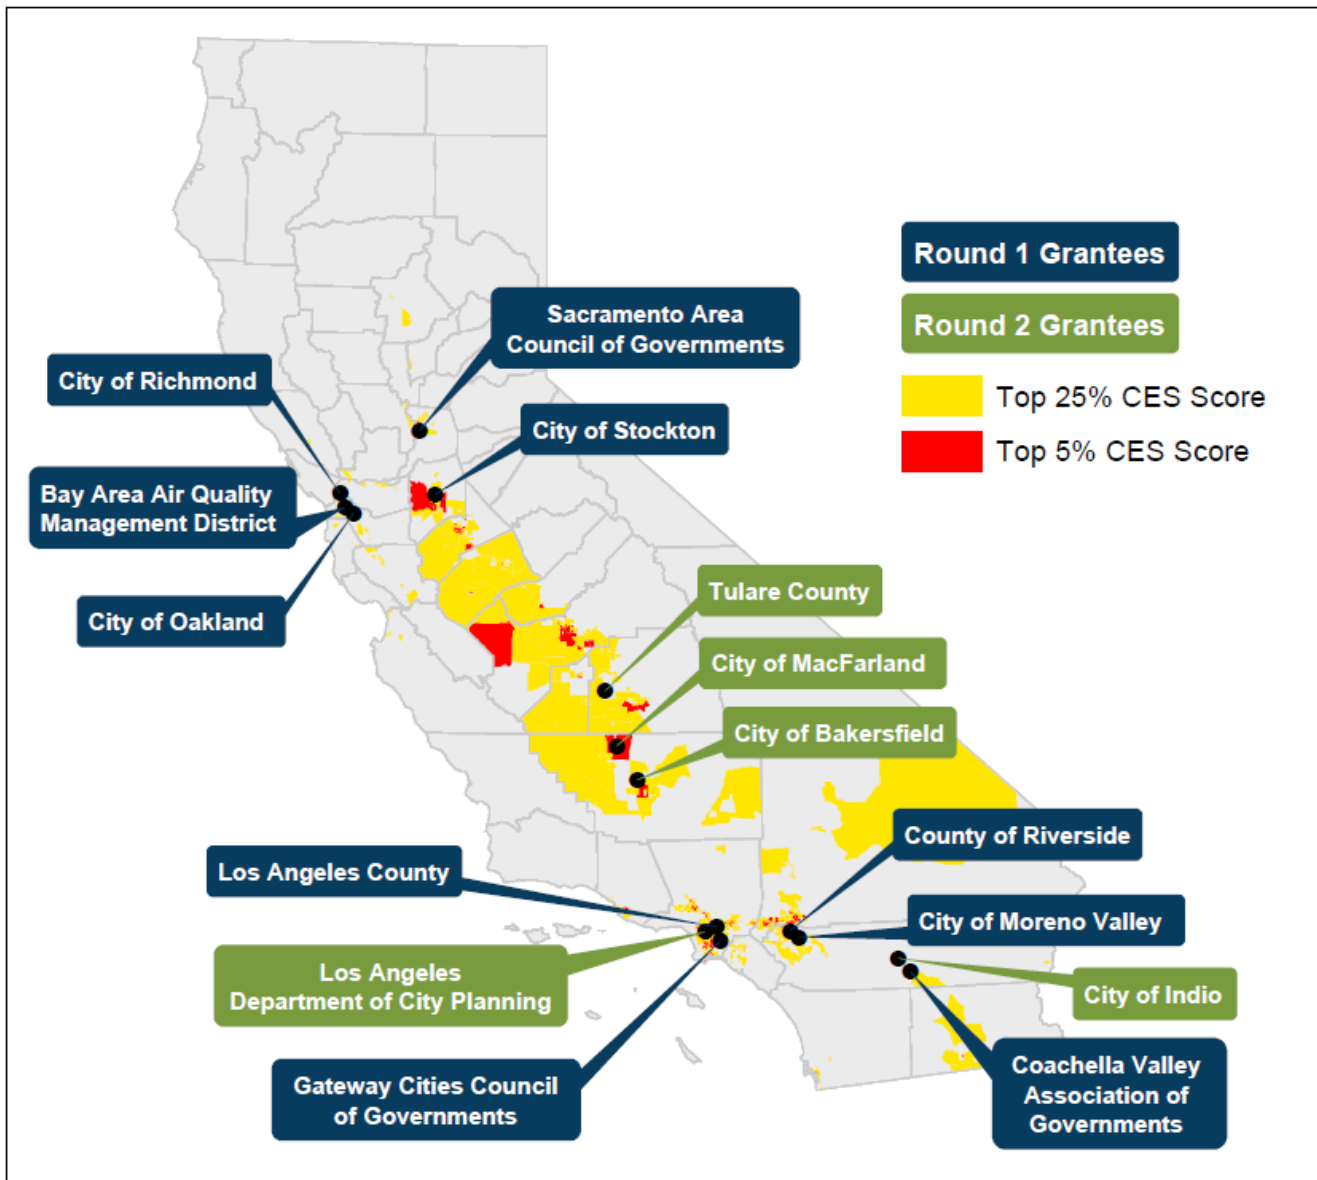 Round 1 Grantees
Round 2 Grantees
Top 25% CES Score
Top 5% CES Score
Sacramento Area
Council of Governments
City of Richmond
City of Stockton
Bay Area Air Quality
Management District
City of Oakland
Tulare County
City of MacFarland
City of Bakersfield
County of Riverside
Los Angeles County
City of Moreno Valley
Los Angeles
Department of City Planning
City of Indio
Gateway Cities Council
of Governments
Coachella Valley
Association of
Governments